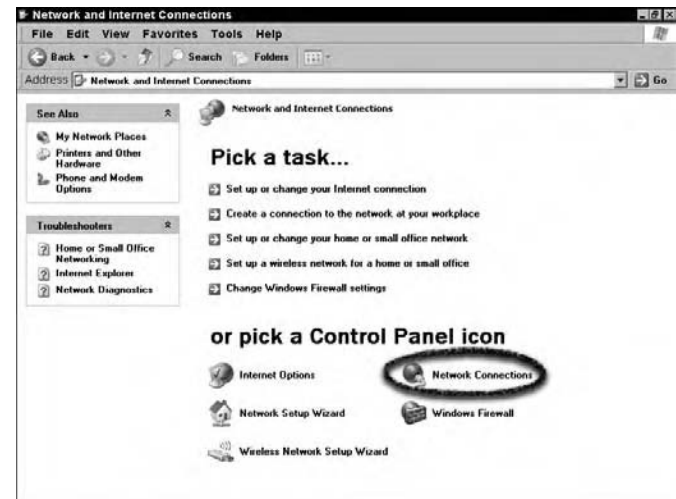 Network and Internet Connections
File Edit View Favorites Tools Help
Back Search Folders
Address Network and Internet Connections Go
See Also
My Network Places
Printers and Other
Hardware
Phone and Modem
Options
Troubleshooters
Home or Small Office
Networking
Internet Explorer
Network Diagnostics
Network and Internet Connections
Pick a task...
Set up or change your Internet connection
Create a connection to the network at your workplace
Set up or change your home or small office network
Set up a wireless network for a home or small office
Change Windows Firewall settings
or pick a Control Panel icon
Internet Options
Network Connections
Network Setup Wizard
Windows Firewall
Wireless Network Setup Wizard